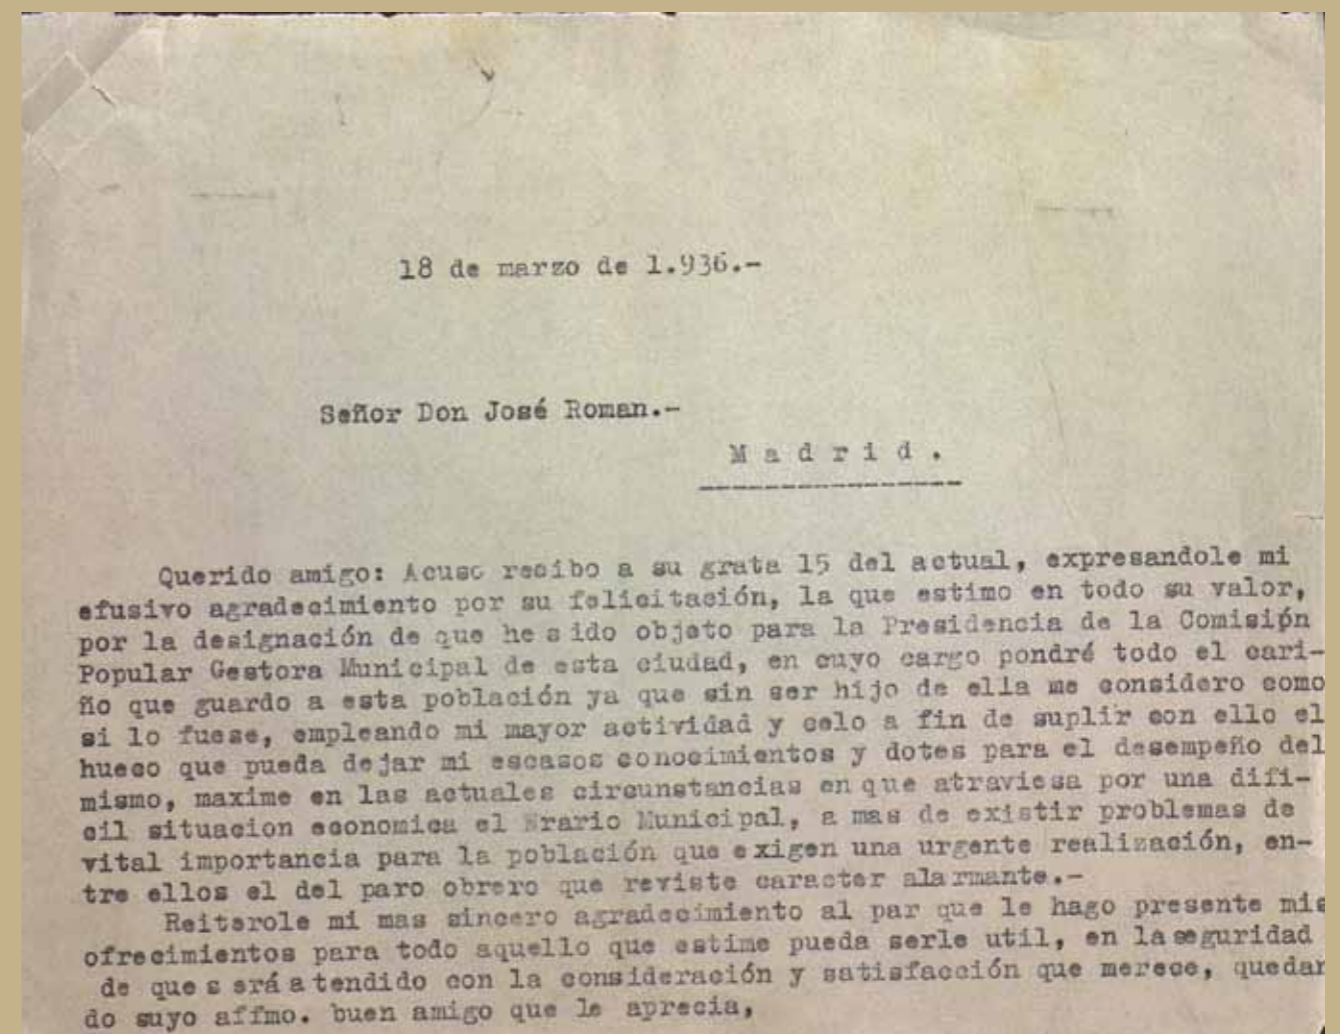 18 de marzo de 1.936.-
Señor Don José Roman.-
Madrid.
Querido amigo: Acuso recibo a su grata 15 del actual, expresandole mi
efusivo agradecimiento por su felicitación, la que estimo en todo su valor,
por la designación de que he sido objeto para la Presidencia de la Comisión
Popular Gestora Municipal de esta ciudad, en cuyo cargo pondré todo el cari-
ño que guardo a esta población ya que sin ser hijo de ella me considero como
si lo fuese, empleando mi mayor actividad y celo a fin de suplir con ello el
hueco que pueda dejar mi escasos conocimientos y dotes para el desempeño del
mismo, maxime en las actuales circunstancias en que atraviesa por una difi-
cil situacion economica el Erario Municipal, a mas de existir problemas de
vital importancia para la población que exigen una urgente realización, en-
tre ellos el del paro obrero que reviste caracter alarmante.-
Reiterole mi mas sincero agradecimiento al par que le hago presente mis
ofrecimientos para todo aquello que estime pueda serle util, en la seguridad
de que s srá atendido con la consideración y satisfacción que merece, quedan
do suyo affmo. buen amigo que le aprecia,